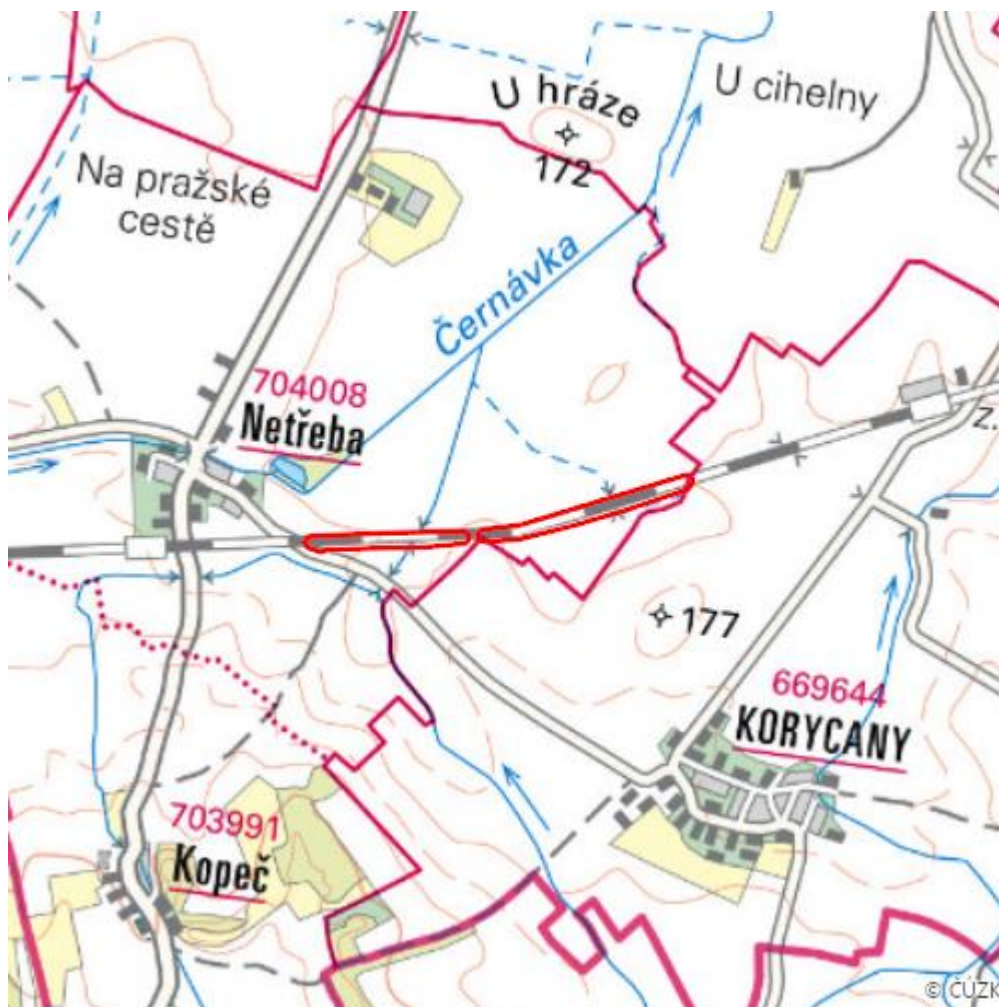 U hráze
172
U cihelny
Na pražské
cestě
Černávka
704008
Netřeba
z.
177
669644
KORYCANY
703991
Kopeč
© ČÚZK